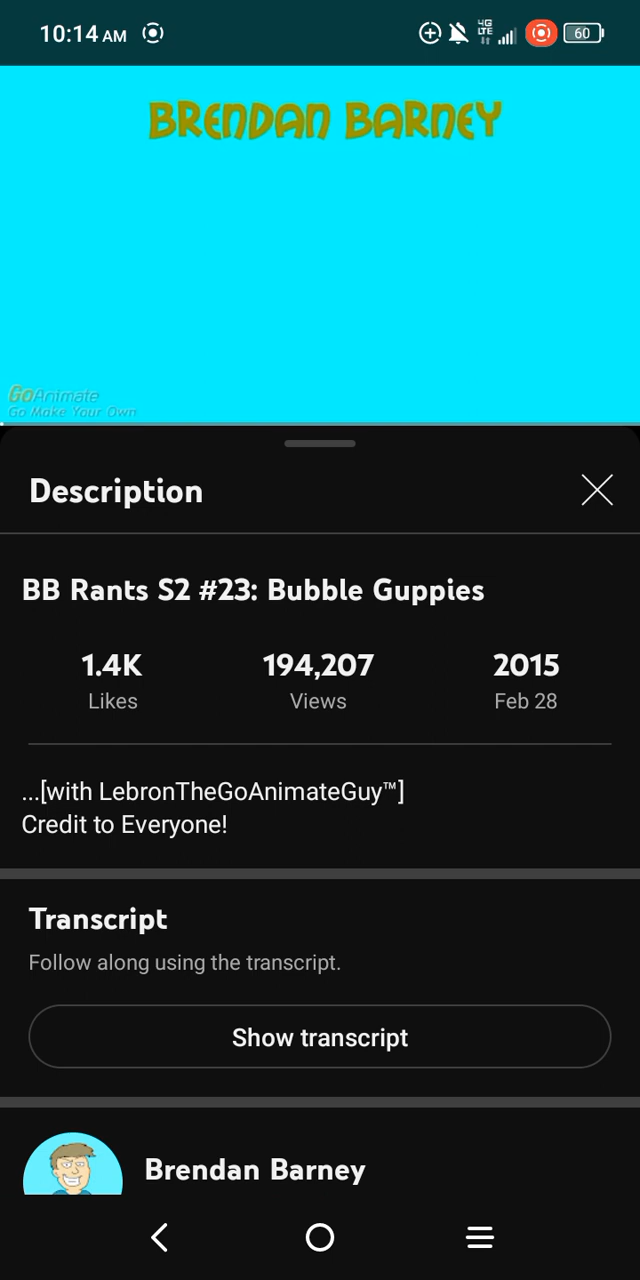 10:14 AM
4G
LTE
60
BRENDAN BARNEY
GoAnimate
Go Make Your Own
Description
BB Rants S2 #23: Bubble Guppies
1.4K 194,207 2015
Likes Views Feb 28
...[with LebronTheGoAnimateGuy™]
Credit to Everyone!
Transcript
Follow along using the transcript.
Show transcript
Brendan Barney